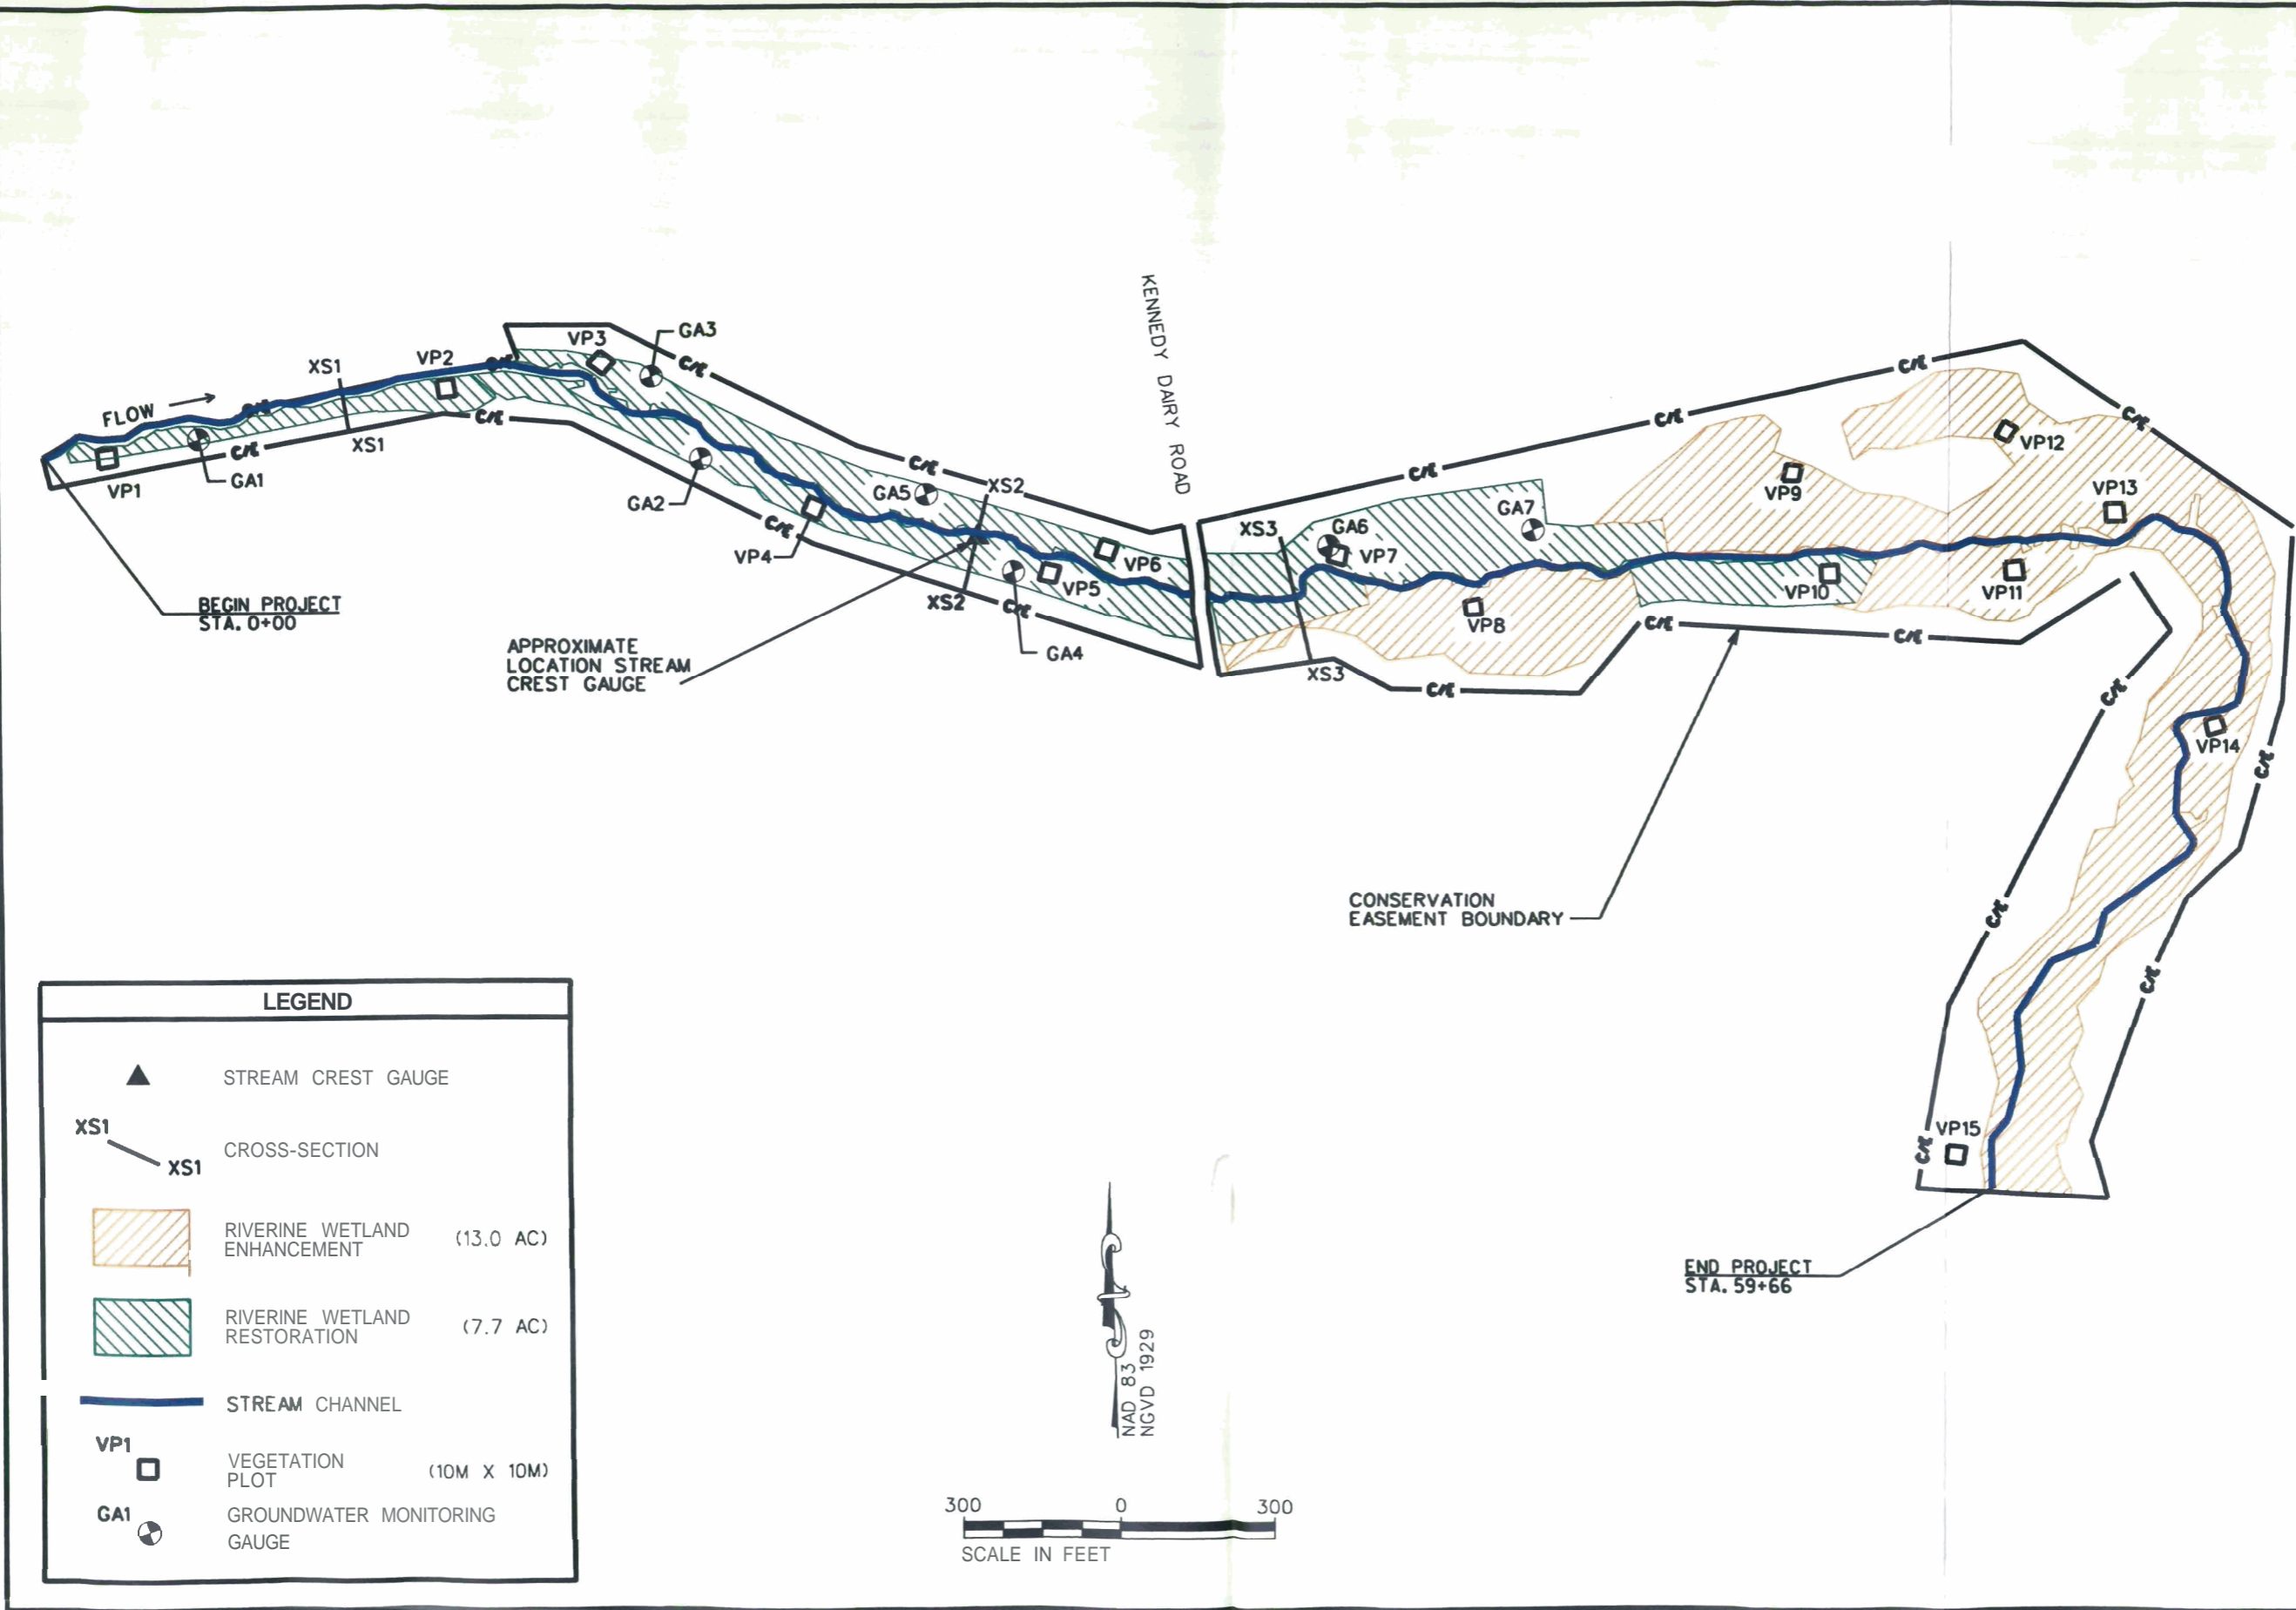 KENNEDY DAIRY ROAD
VP3
GA3
C/E
XS1
VP2
C/E
FLOW
C/E
C/E
C/E
XS1
VP1
GA1
GA2
C/E
GA5
XS2
C/E
VP4
VP6
VP5
XS2
C/E
GA4
BEGIN PROJECT
STA. 0+00
APPROXIMATE
LOCATION STREAM
CREST GAUGE
C/E
C/E
C/E
C/E
XS3
GA6
VP7
GA7
VP9
VP12
VP13
VP10
VP11
VP8
XS3
C/E
C/E
C/E
C/E
VP14
C/E
C/E
C/E
CONSERVATION
EASEMENT BOUNDARY
VP15
C/E
END PROJECT
STA. 59+66
LEGEND
STREAM CREST GAUGE
XS1
XS1
CROSS-SECTION
RIVERINE WETLAND
ENHANCEMENT (13.0 AC)
RIVERINE WETLAND
RESTORATION (7.7 AC)
STREAM CHANNEL
VP1
VEGETATION
PLOT (10M X 10M)
GA1
GROUNDWATER MONITORING
GAUGE
NAD 83
NGVD 1929
300 0 300
SCALE IN FEET